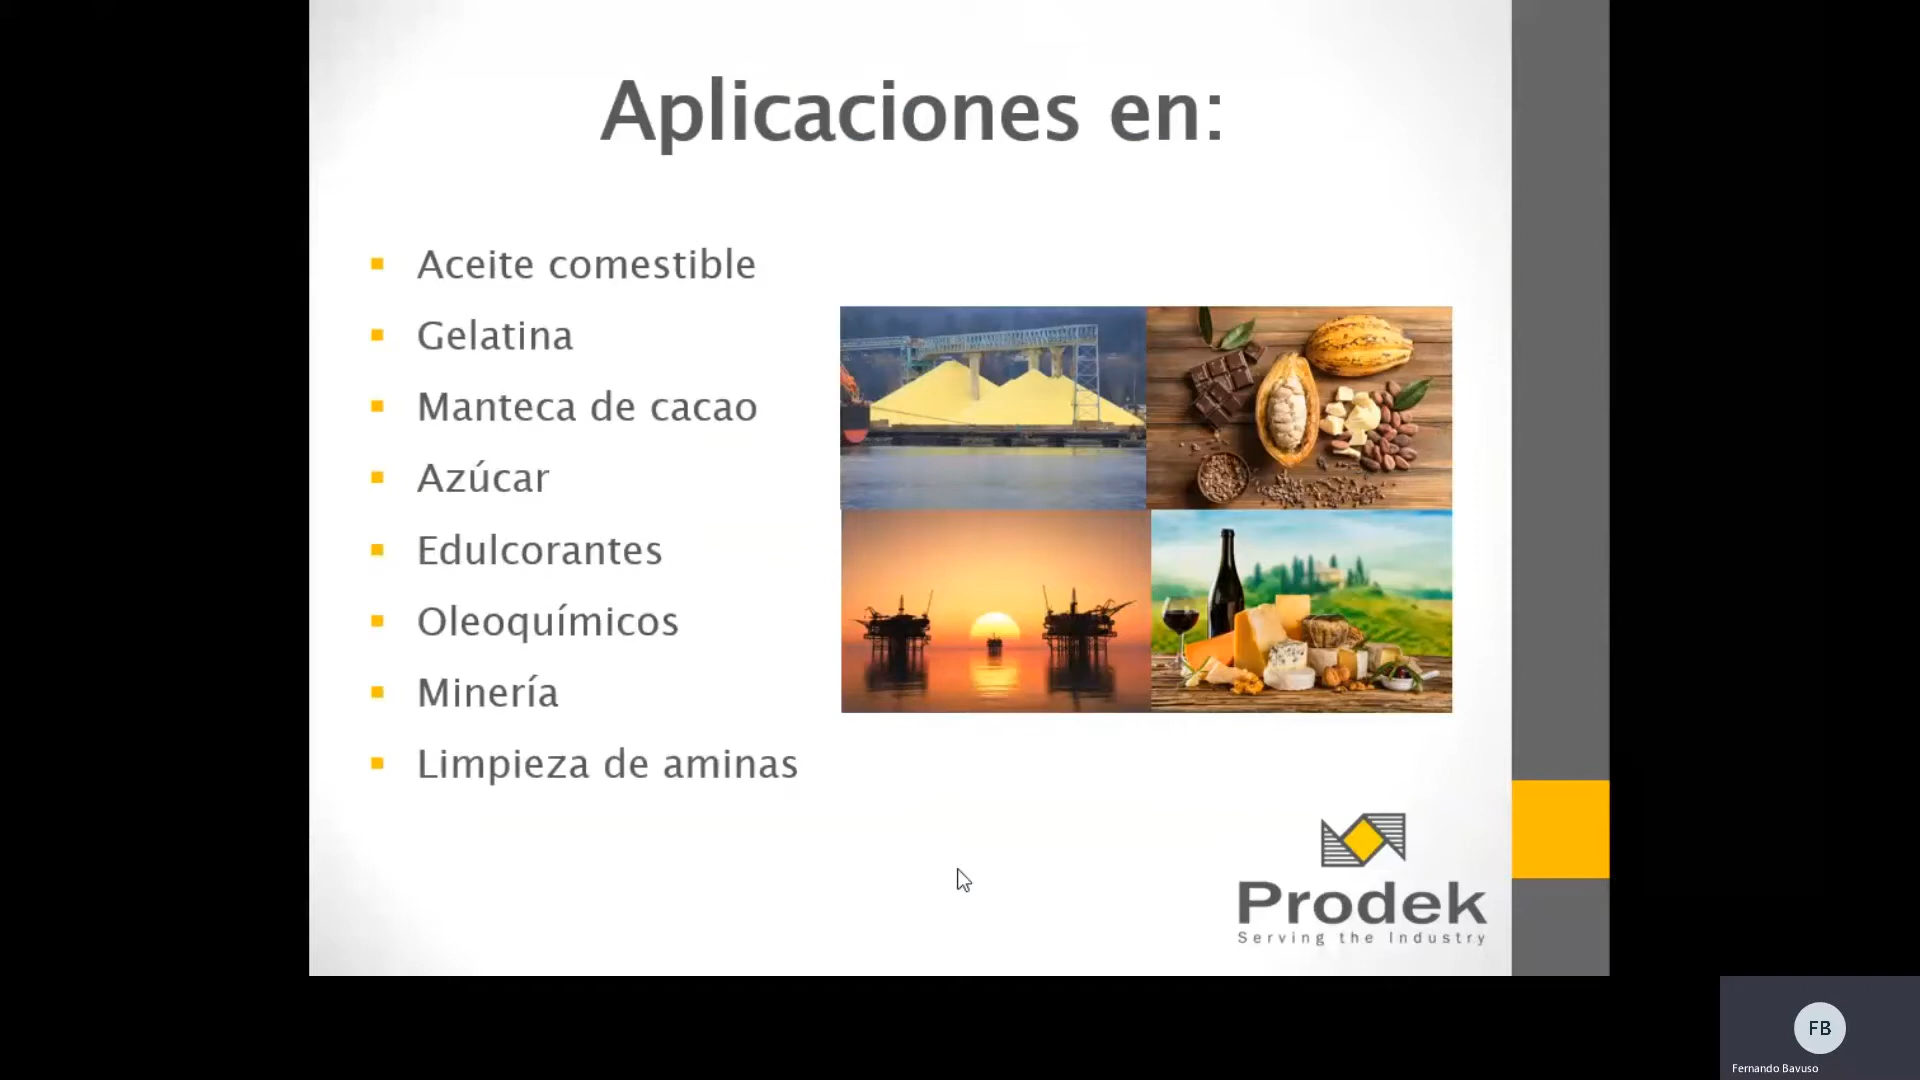 Aplicaciones en:
Aceite comestible
Gelatina
Manteca de cacao
Azúcar
Edulcorantes
Oleoquímicos
Minería
Limpieza de aminas
Prodek
Serving the Industry
FB
Fernando Bavuso